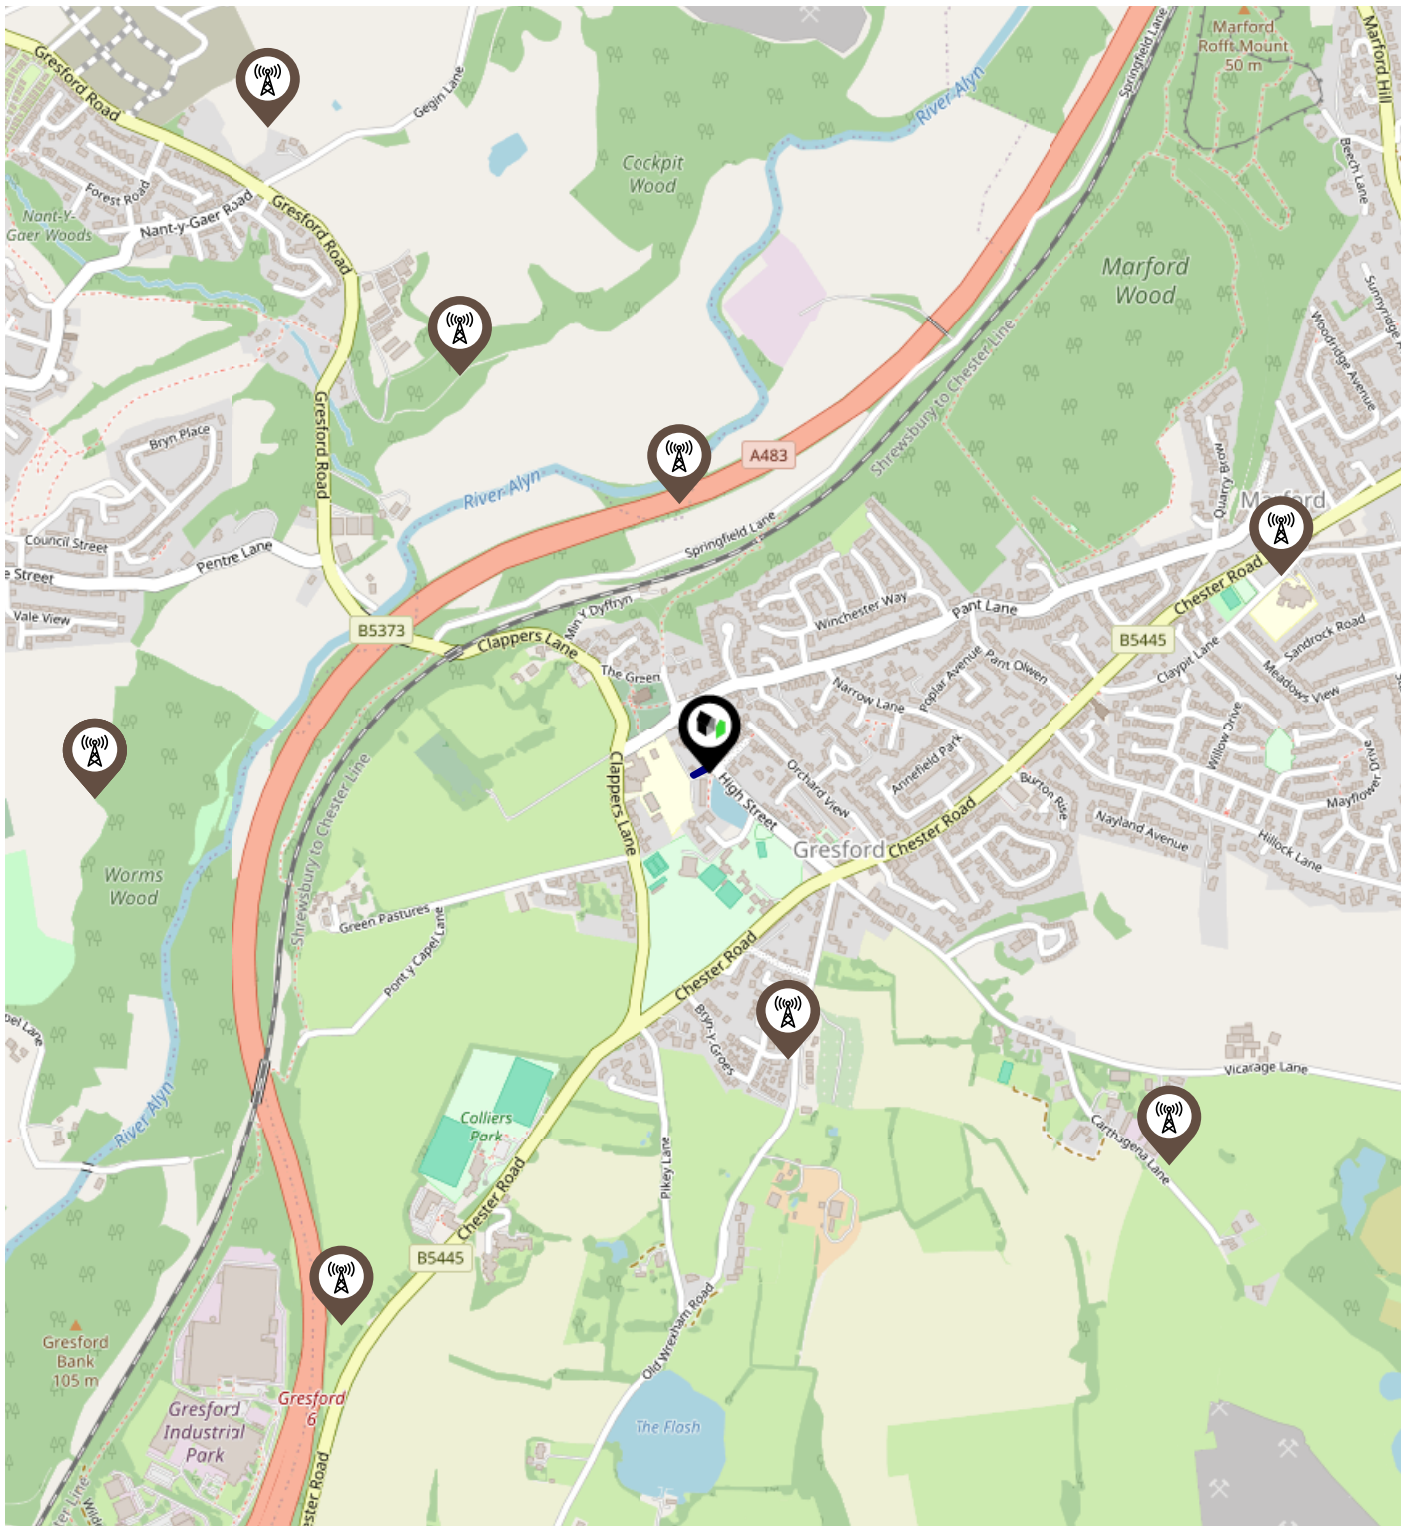 Marford
Rofft Mount
50 m
Springfield Lane
Marford Hill
Gresford Road
Gegin Lane
River Alyn
Beech Lane
Cockpit
Wood
Forest Road
Nant-Y-
Gaer Woods
Nant-y-Gaer Road
Gresford Road
Marford
Wood
Sunnyridge
Woodridge Avenue
Shrewsbury to Chester Line
Gresford Road
Bryn Place
A483
Quarry Brow
River Alyn
Marford
Springfield Lane
Council Street
Pentre Lane
e Street
Chester Road
Vale View
Min Y Dyffryn
Winchester Way
Pant Lane
B5373
Clappers Lane
B5445
Sandrock Road
Claypit Lane
The Green
Poplar Avenue
Pant Olwen
Narrow Lane
Meadows View
Willow Drive
Shrewsbury to Chester Line
Clappers Lane
High Street
Orchard View
Annefield Park
Burton Rise
Mayflower Drive
Nayland Avenue
Hillock Lane
Gresford
Chester Road
Worms
Wood
Green Pastures
Pont y Capel Lane
Chester Road
pel Lane
Bryn-Y-Groes
Vicarage Lane
River Alyn
Colliers
Park
Carthagena Lane
Pikey Lane
Chester Road
B5445
Old Wrexham Road
Gresford
Bank
105 m
Gresford
6
Gresford
Industrial
Park
The Flash
ester Road
ter Line